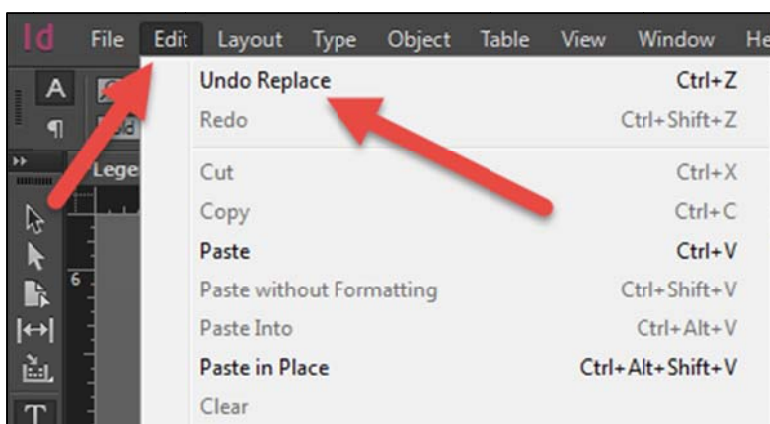 Id File Edit Layout Type Object Table View Window He
A
¶
Lege
Undo Replace Ctrl+Z
Redo Ctrl+Shift+Z
Cut Ctrl+X
Copy Ctrl+C
Paste Ctrl+V
6
Paste without Formatting Ctrl+Shift+V
Paste Into Ctrl+Alt+V
Paste in Place Ctrl+Alt+Shift+V
T
Clear